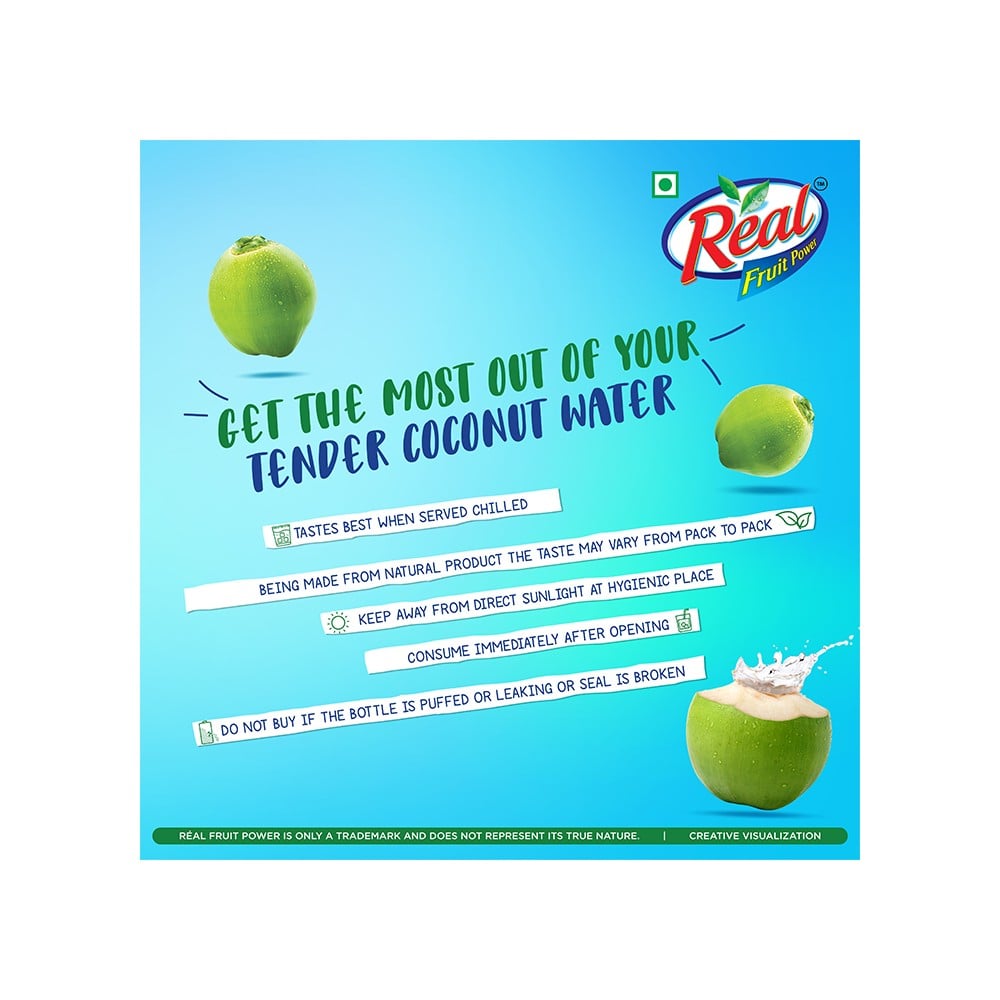 Réal
TM
Fruit Power
GET THE MOST OUT OF YOUR
TENDER COCONUT WATER
TASTES BEST WHEN SERVED CHILLED
BEING MADE FROM NATURAL PRODUCT THE TASTE MAY VARY FROM PACK TO PACK
KEEP AWAY FROM DIRECT SUNLIGHT AT HYGIENIC PLACE
CONSUME IMMEDIATELY AFTER OPENING
DO NOT BUY IF THE BOTTLE IS PUFFED OR LEAKING OR SEAL IS BROKEN
RÉAL FRUIT POWER IS ONLY A TRADEMARK AND DOES NOT REPRESENT ITS TRUE NATURE. | CREATIVE VISUALIZATION